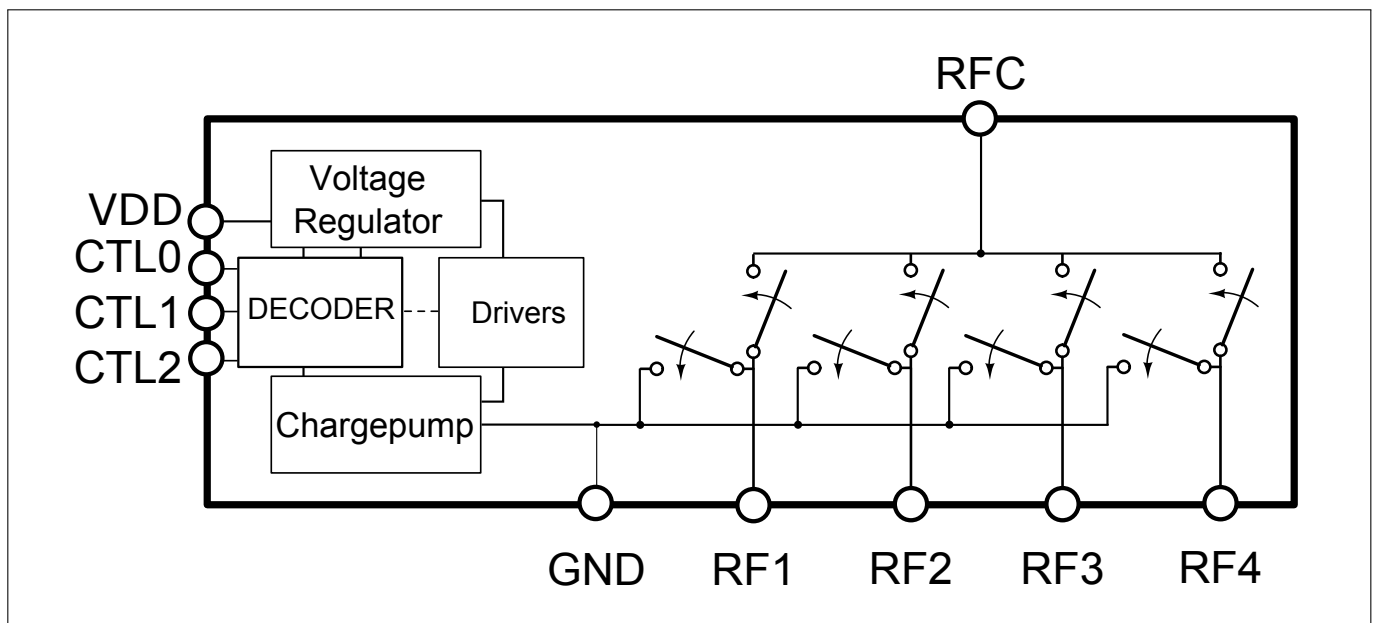 RFC
Voltage
Regulator
VDD
CTL0
CTL1
CTL2
DECODER
Drivers
Chargepump
GND
RF1
RF2
RF3
RF4